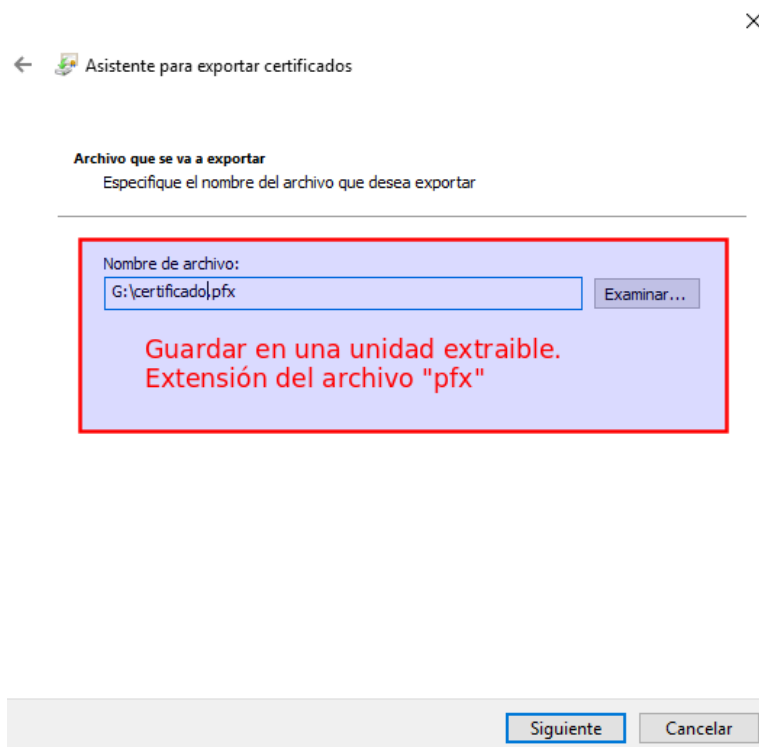 Asistente para exportar certificados
Archivo que se va a exportar
Especifique el nombre del archivo que desea exportar
Nombre de archivo:
G:\certificado.pfx
Examinar...
Guardar en una unidad extraible.
Extensión del archivo "pfx"
Siguiente
Cancelar